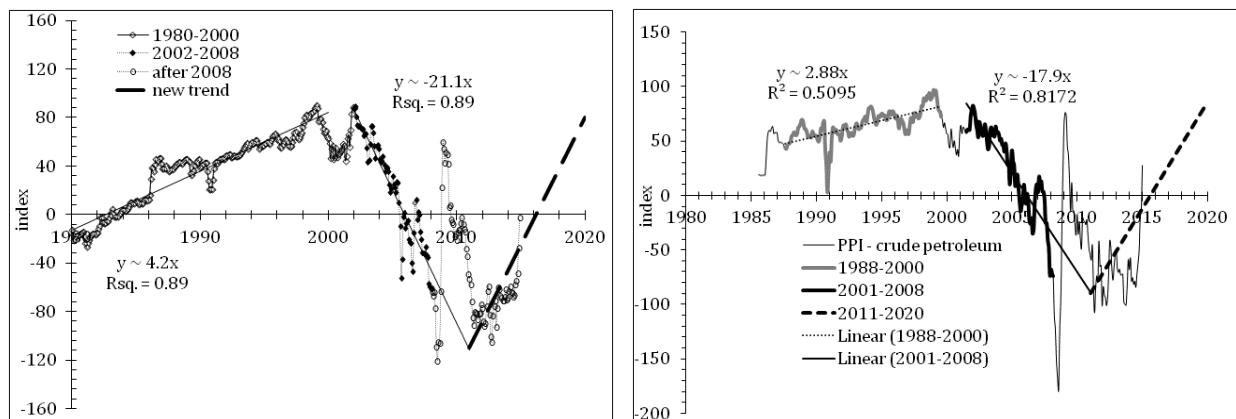 160
120
80
40
0
-40
-80
-120
-160
index
1980-2000
2002-2008
after 2008
new trend
y ~ -21.1x
Rsq. = 0.89
y ~ 4.2x
Rsq. = 0.89
1990
2000
2010
2020
150
100
50
0
-50
-100
-150
-200
index
y ~ 2.88x
R² = 0.5095
y ~ -17.9x
R² = 0.8172
1980
1985
1990
1995
2000
2005
2010
2015
2020
PPI - crude petroleum
1988-2000
2001-2008
2011-2020
Linear (1988-2000)
Linear (2001-2008)